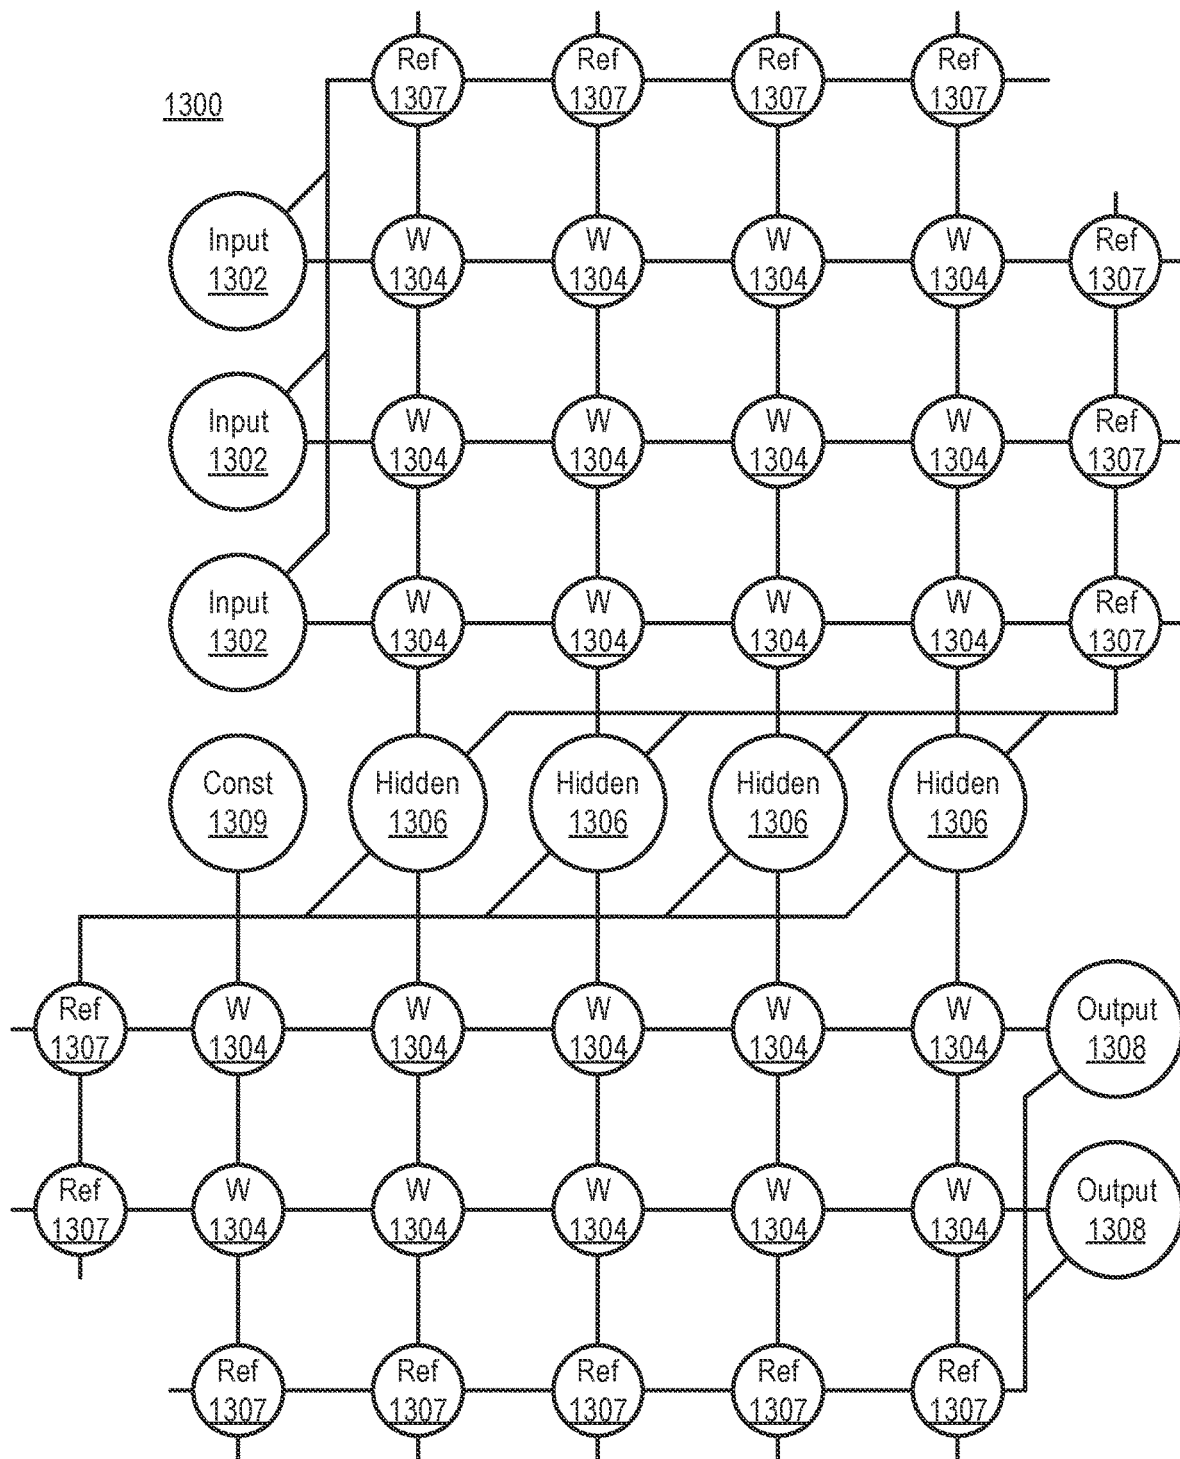 Ref Ref Ref Ref
1307 1307 1307 1307
1300
Input W W W W Ref
1302 1304 1304 1304 1304 1307
Input W W W W Ref
1302 1304 1304 1304 1304 1307
Input W W W W Ref
1302 1304 1304 1304 1304 1307
Const Hidden Hidden Hidden Hidden
1309 1306 1306 1306 1306
Ref W W W W W Output
1307 1304 1304 1304 1304 1304 1308
Ref W W W W W Output
1307 1304 1304 1304 1304 1304 1308
Ref Ref Ref Ref Ref
1307 1307 1307 1307 1307